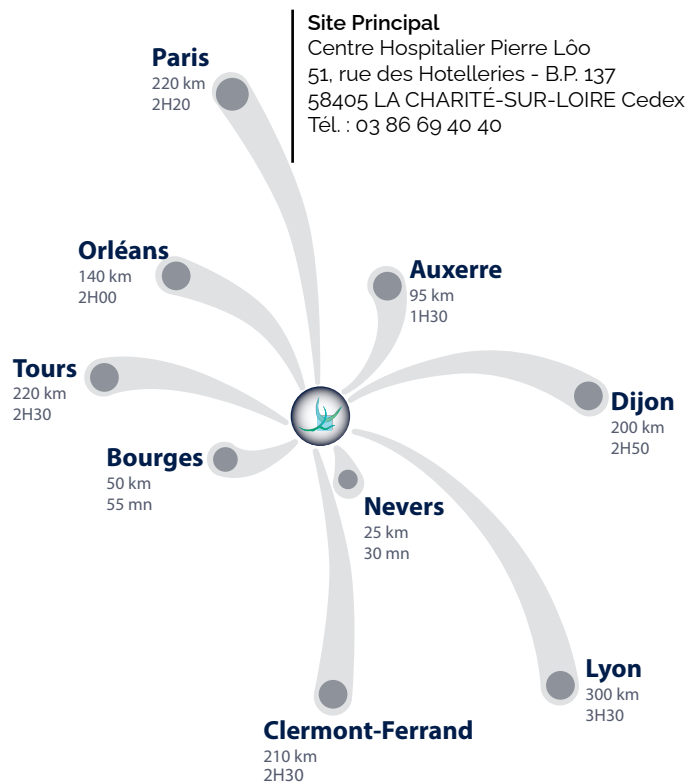 Site Principal
Centre Hospitalier Pierre Lôo
51, rue des Hotelleries - B.P. 137
58405 LA CHARITÉ-SUR-LOIRE Cedex
Tél. : 03 86 69 40 40
Paris
220 km
2H20
Orléans
140 km
2H00
Auxerre
95 km
1H30
Tours
220 km
2H30
Dijon
200 km
2H50
Bourges
50 km
55 mn
Nevers
25 km
30 mn
Lyon
300 km
3H30
Clermont-Ferrand
210 km
2H30